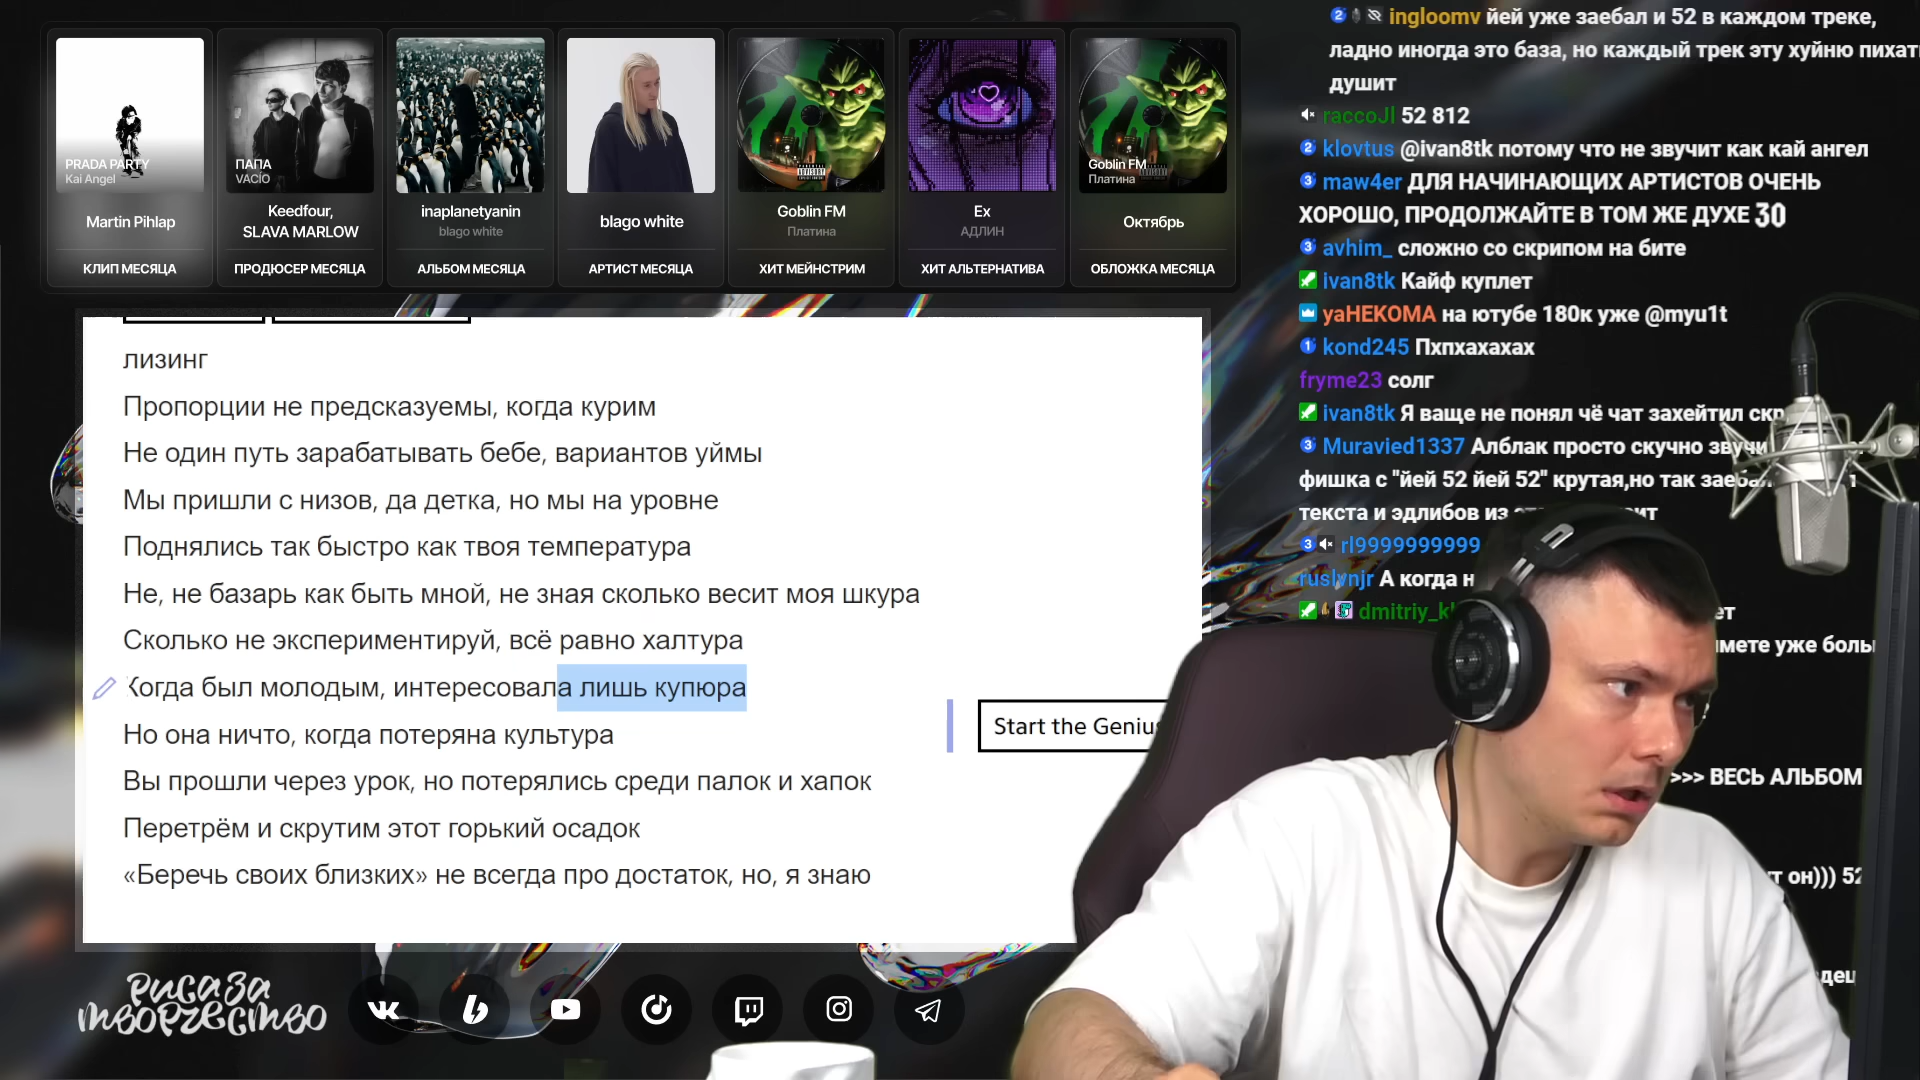 PRADA PARTY
Kai Angel
Martin Pihlap
КЛИП МЕСЯЦА
ПАПА
VACÍO
Keedfour,
SLAVA MARLOW
ПРОДЮСЕР МЕСЯЦА
inaplanetyanin
blago white
АЛЬБОМ МЕСЯЦА
blago white
АРТИСТ МЕСЯЦА
Goblin FM
Платина
ХИТ МЕЙНСТРИМ
Ex
АДЛИН
ХИТ АЛЬТЕРНАТИВА
Goblin FM
Платина
Октябрь
ОБЛОЖКА МЕСЯЦА
лизинг
Пропорции не предсказуемы, когда курим
Не один путь зарабатывать бебе, вариантов уймы
Мы пришли с низов, да детка, но мы на уровне
Поднялись так быстро как твоя температура
Не, не базарь как быть мной, не зная сколько весит моя шкура
Сколько не экспериментируй, всё равно халтура
Когда был молодым, интересовала лишь купюра
Но она ничто, когда потеряна культура
Вы прошли через урок, но потерялись среди палок и хапок
Перетрём и скрутим этот горький осадок
«Беречь своих близких» не всегда про достаток, но, я знаю
Start the Genius
рисаза
творчество
ingloomv йей уже заебал и 52 в каждом треке,
ладно иногда это база, но каждый трек эту хуйню пихать
душит
raccoJl 52 812
klovtus @ivan8tk потому что не звучит как кай ангел
maw4er ДЛЯ НАЧИНАЮЩИХ АРТИСТОВ ОЧЕНЬ
ХОРОШО, ПРОДОЛЖАЙТЕ В ТОМ ЖЕ ДУХЕ 30
avhim_ сложно со скрипом на бите
ivan8tk Кайф куплет
yaHEKOMA на ютубе 180к уже @myu1t
kond245 Пхпхахахах
fryme23 солг
ivan8tk Я ваще не понял чё чат захейтил
Muravied1337 Алблак просто скучно
фишка с "йей 52 йей 52" крутая,но так
текста и эдлибов из
rl9999999999
ruslvnjr А когда
уже
>>> ВЕСЬ АЛЬБОМ
он))) 52